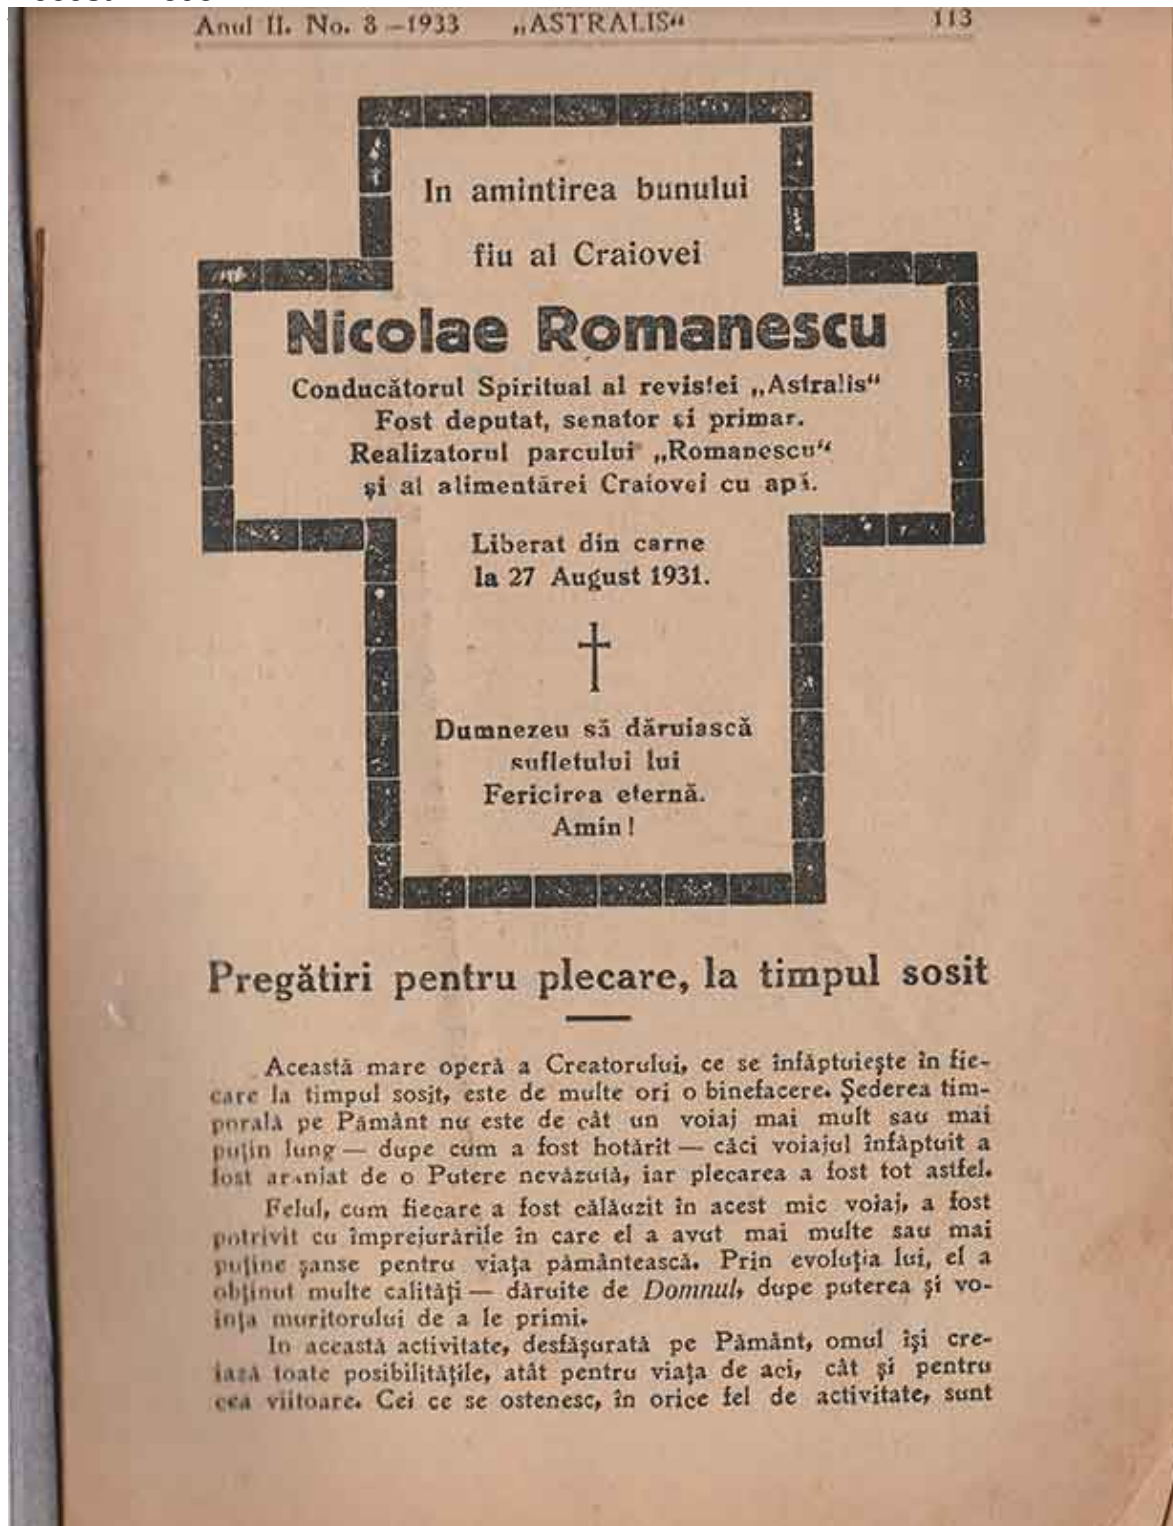 Anul II. No. 8 — 1933 „ASTRALIS“ 113
In amintirea bunului
fiu al Craiovei
Nicolae Romanescu
Conducătorul Spiritual al revistei „Astralis“
Fost deputat, senator și primar.
Realizatorul parcului „Romanescu“
și al alimentărei Craiovei cu apă.
Liberat din carne
la 27 August 1931.
Dumnezeu să dăruiască
sufletului lui
Fericirea eternă.
Amin!
Pregătiri pentru plecare, la timpul sosit
Această mare operă a Creatorului, ce se înfăptuiește în fie-
care la timpul sosit, este de multe ori o binefacere. Șederea tim-
porală pe Pământ nu este de cât un voiaj mai mult sau mai
puțin lung — dupe cum a fost hotărît — căci voiajul înfăptuit a
fost aranjat de o Putere nevăzută, iar plecarea a fost tot astfel.
Felul, cum fiecare a fost călăuzit în acest mic voiaj, a fost
potrivit cu împrejurările în care el a avut mai multe sau mai
puține șanse pentru viața pământească. Prin evoluția lui, el a
obținut multe calități — dăruite de Domnul, dupe puterea și vo-
ința muritorului de a le primi.
In această activitate, desfășurată pe Pământ, omul își cre-
iază toate posibilitățile, atât pentru viața de aci, cât și pentru
cea viitoare. Cei ce se ostenesc, în orice fel de activitate, sunt